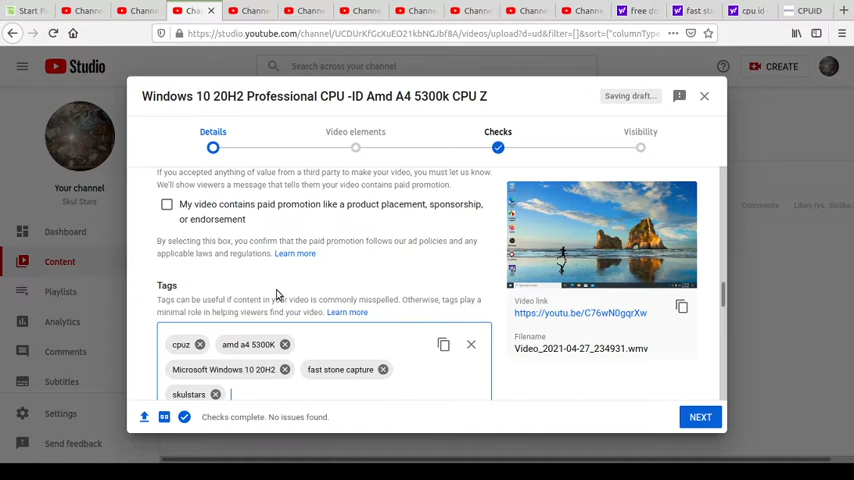 Start Pa
Channe
Channe
Cha
Channe
Channe
Channe
Channe
Channe
Channe
free do
fast sto
cpu id -
CPUID
https://studio.youtube.com/channel/UCDUrKfGcXuEO21kbNGJbf8A/videos/upload?d=ud&filter=[]&sort={"columnType
Studio
Search across your channel
CREATE
Windows 10 20H2 Professional CPU -ID Amd A4 5300k CPU Z
Saving draft...
Details
Video elements
Checks
Visibility
If you accepted anything of value from a third party to make your video, you must let us know.
We'll show viewers a message that tells them your video contains paid promotion.
My video contains paid promotion like a product placement, sponsorship,
or endorsement
By selecting this box, you confirm that the paid promotion follows our ad policies and any
applicable laws and regulations. Learn more
Tags
Tags can be useful if content in your video is commonly misspelled. Otherwise, tags play a
minimal role in helping viewers find your video. Learn more
cpuz
amd a4 5300K
Microsoft Windows 10 20H2
fast stone capture
skulstars
Video link
https://youtu.be/C76wN0gqrXw
Filename
Video_2021-04-27_234931.wmv
Checks complete. No issues found.
NEXT
Your channel
Skul Stars
Dashboard
Content
Playlists
Analytics
Comments
Subtitles
Settings
Send feedback
Comments
Likes (vs. dislike